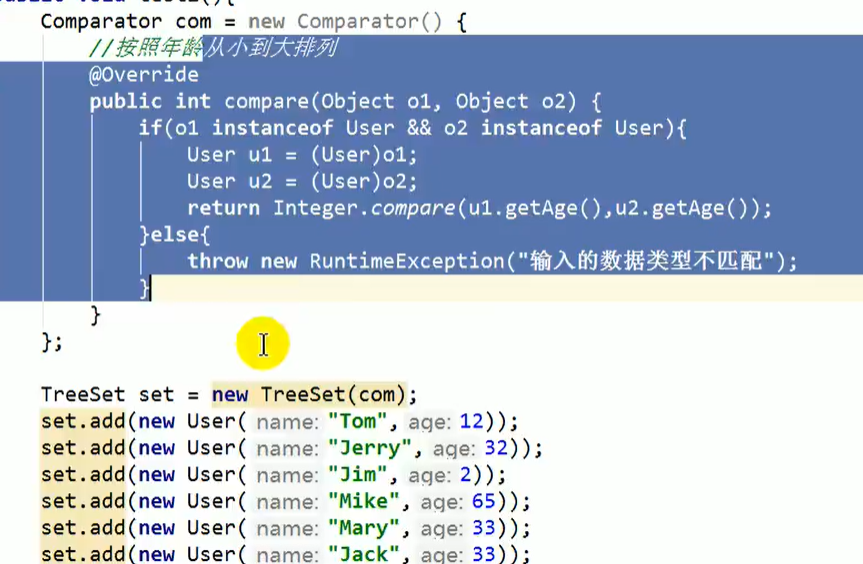 Comparator com = new Comparator() {
//按照年龄从小到大排列
@Override
public int compare(Object o1, Object o2) {
if(o1 instanceof User && o2 instanceof User){
User u1 = (User)o1;
User u2 = (User)o2;
return Integer.compare(u1.getAge(),u2.getAge());
}else{
throw new RuntimeException("输入的数据类型不匹配");
}
}
};
TreeSet set = new TreeSet(com);
set.add(new User( name: "Tom", age: 12));
set.add(new User( name: "Jerry", age: 32));
set.add(new User( name: "Jim", age: 2));
set.add(new User( name: "Mike", age: 65));
set.add(new User( name: "Mary", age: 33));
set.add(new User( name: "Jack", age: 33));